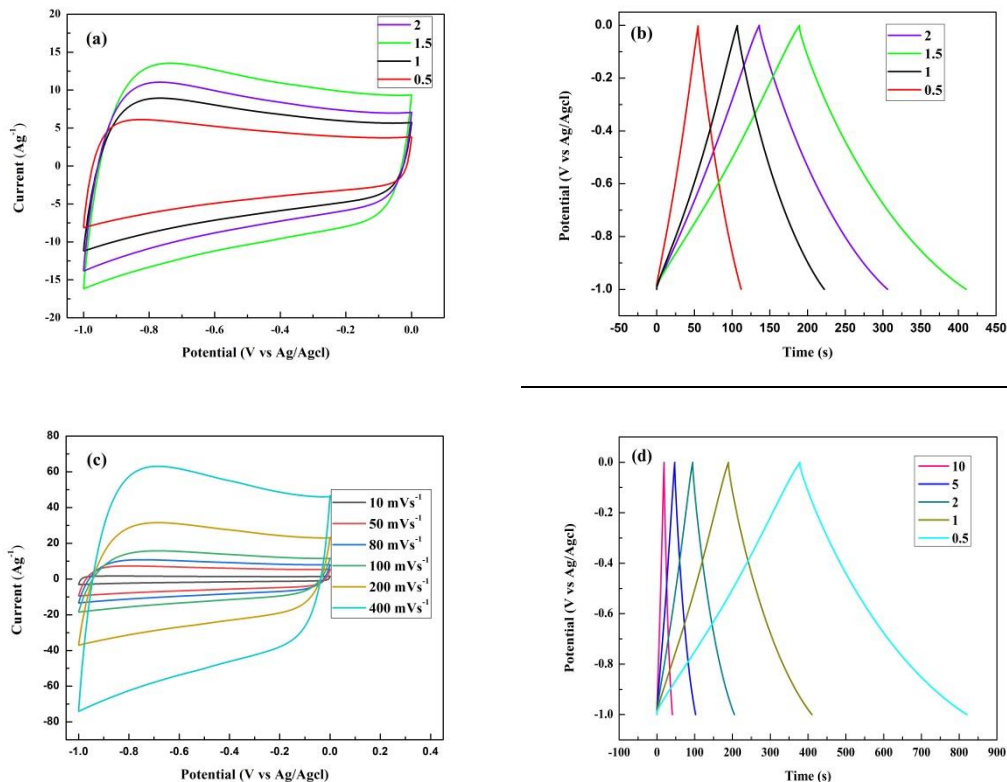 (a)
2
1.5
1
0.5
20
15
10
5
0
-5
-10
-15
-20
Current (Ag⁻¹)
-1.0 -0.8 -0.6 -0.4 -0.2 0.0
Potential (V vs Ag/Agcl)
(b)
2
1.5
1
0.5
0.0
-0.2
-0.4
-0.6
-0.8
-1.0
Potential (V vs Ag/Agcl)
-50 0 50 100 150 200 250 300 350 400 450
Time (s)
(c)
10 mVs⁻¹
50 mVs⁻¹
80 mVs⁻¹
100 mVs⁻¹
200 mVs⁻¹
400 mVs⁻¹
80
60
40
20
0
-20
-40
-60
-80
Current (Ag⁻¹)
-1.0 -0.8 -0.6 -0.4 -0.2 0.0 0.2 0.4
Potential (V vs Ag/Agcl)
(d)
10
5
2
1
0.5
0.0
-0.2
-0.4
-0.6
-0.8
-1.0
Potential (V vs Ag/Agcl)
-100 0 100 200 300 400 500 600 700 800 900
Time (s)